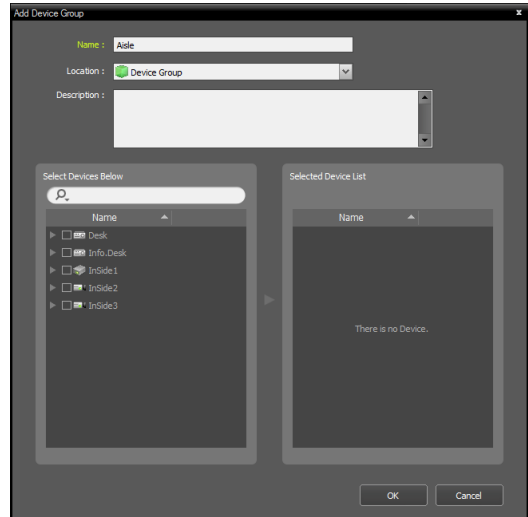 Add Device Group
Name : Aisle
Location : Device Group
Description :
Select Devices Below
Selected Device List
Name
Name
Desk
Info.Desk
InSide1
InSide2
InSide3
There is no Device.
OK Cancel